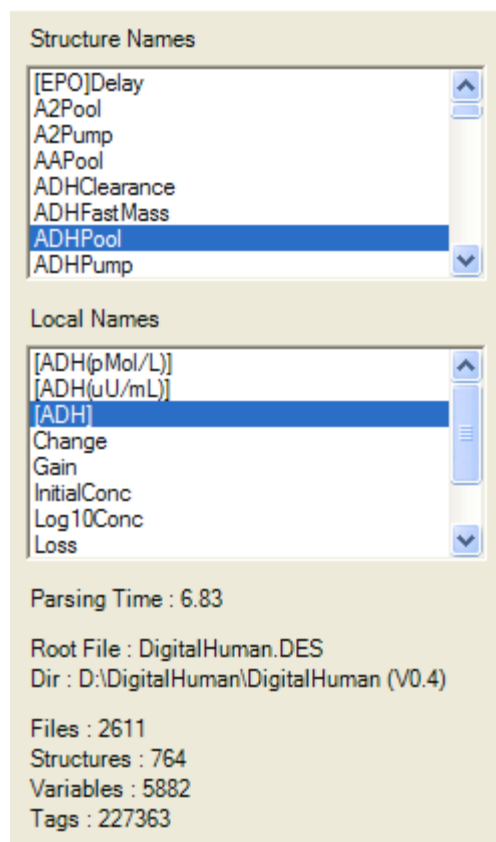 Structure Names
[EPO]Delay
A2Pool
A2Pump
AAPool
ADHClearance
ADHFastMass
ADHPool
ADHPump
Local Names
[ADH(pMol/L)]
[ADH(uU/mL)]
[ADH]
Change
Gain
InitialConc
Log10Conc
Loss
Parsing Time : 6.83
Root File : DigitalHuman.DES
Dir : D:\DigitalHuman\DigitalHuman (V0.4)
Files : 2611
Structures : 764
Variables : 5882
Tags : 227363